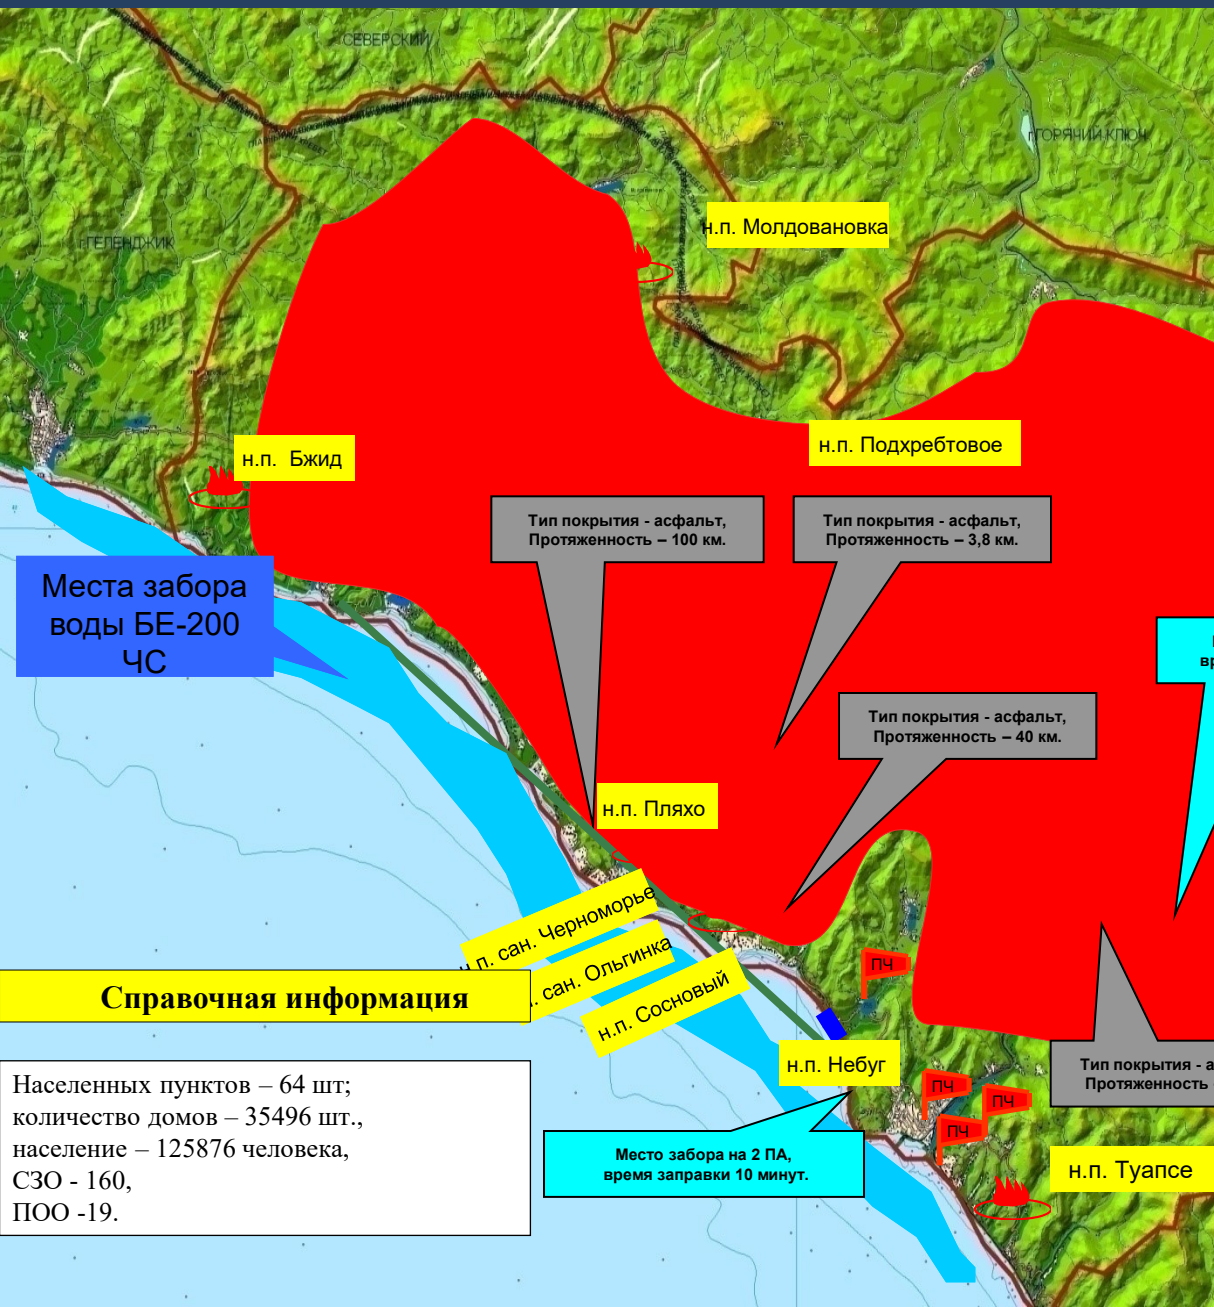 СЕВЕРСКИЙ
г.ГОРЯЧИЙ КЛЮЧ
н.п. Молдовановка
г.ГЕЛЕНДЖИК
н.п. Подхребтовое
н.п. Бжид
Тип покрытия - асфальт,
Протяженность – 100 км.
Тип покрытия - асфальт,
Протяженность – 3,8 км.
Места забора
воды БЕ-200
ЧС
вр
Тип покрытия - асфальт,
Протяженность – 40 км.
н.п. Пляхо
н.п. сан. Черноморье
. сан. Ольгинка
н.п. Сосновый
ПЧ
Справочная информация
н.п. Небуг
Тип покрытия - а
Протяженность
Населенных пунктов – 64 шт;
количество домов – 35496 шт.,
население – 125876 человека,
СЗО - 160,
ПОО -19.
ПЧ
ПЧ
ПЧ
Место забора на 2 ПА,
время заправки 10 минут.
н.п. Туапсе